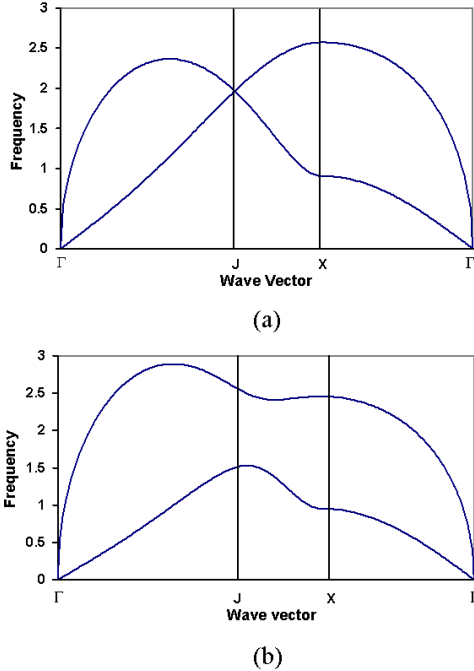 3
2.5
2
1.5
1
0.5
0
Frequency
Γ J X Γ
Wave Vector
(a)
3
2.5
2
1.5
1
0.5
0
Frequency
Γ J X Γ
Wave vector
(b)